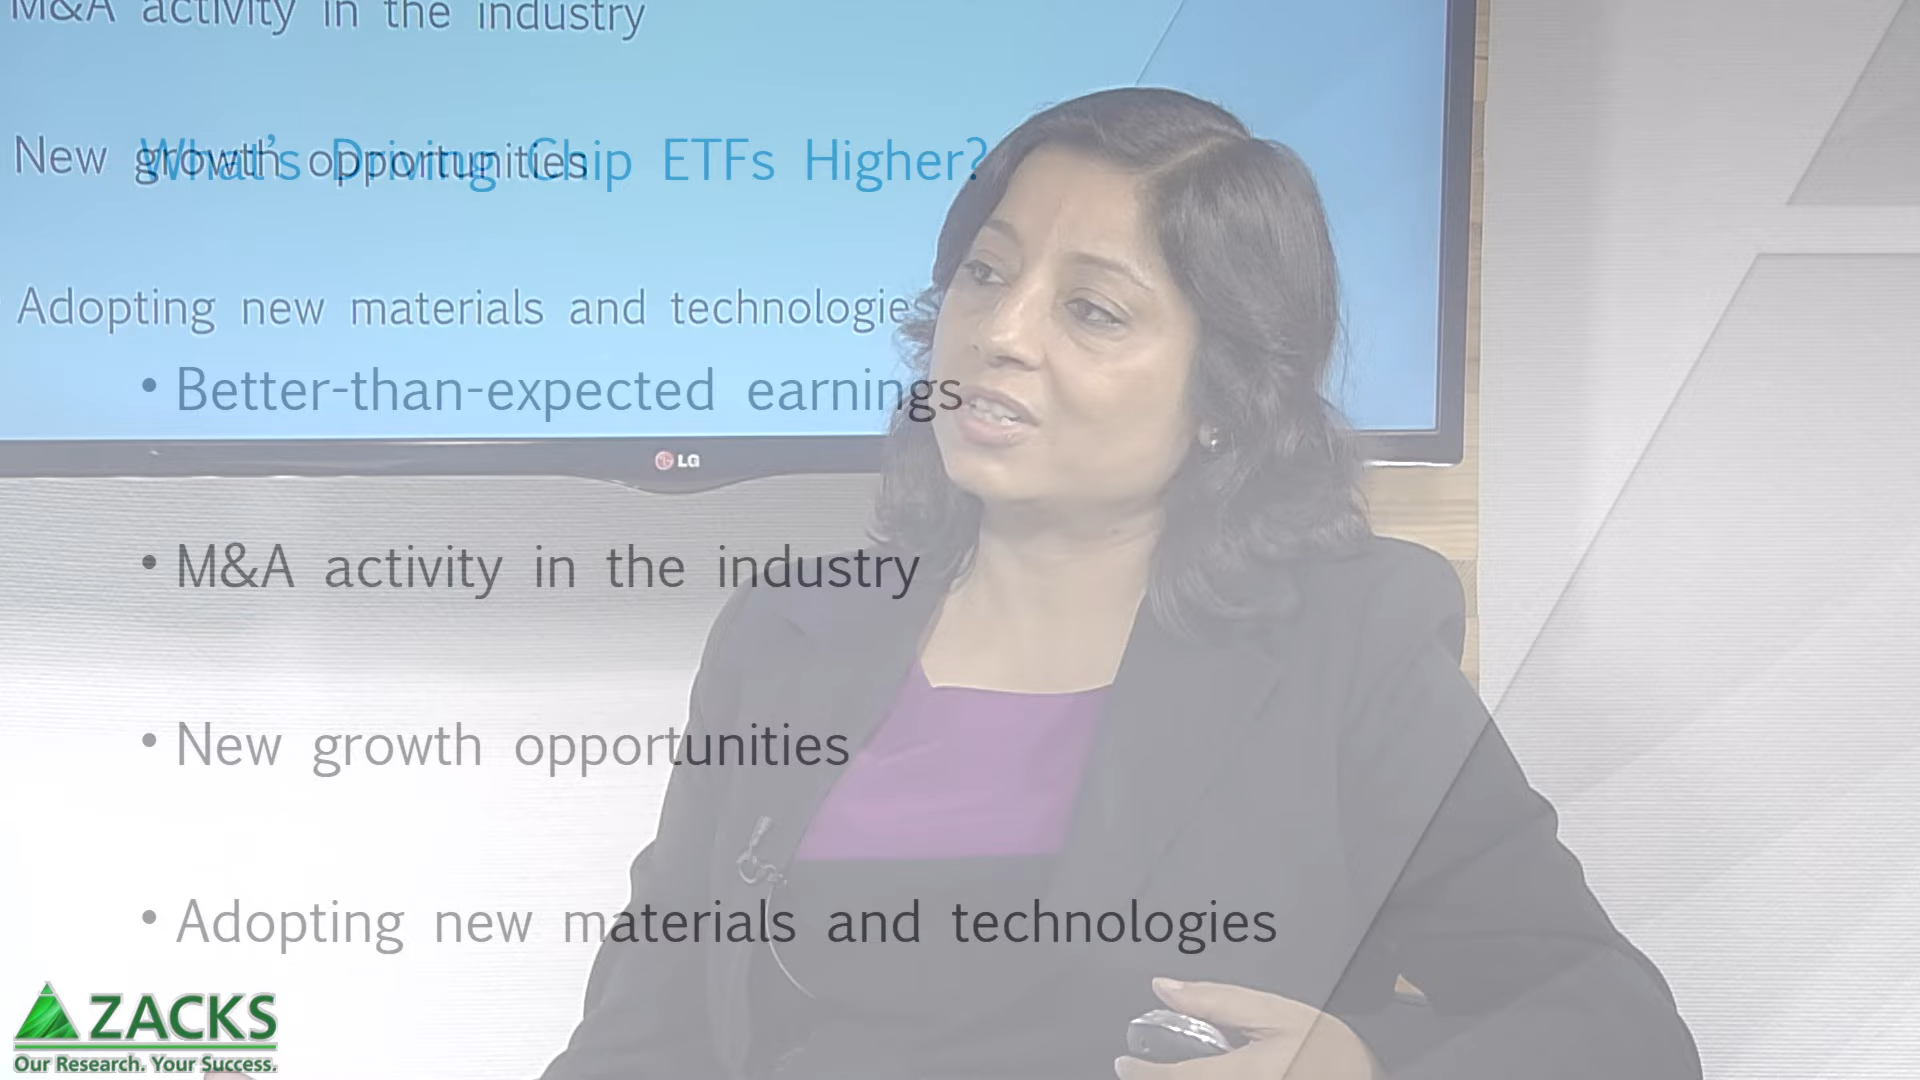 M&A activity in the industry
New growth opportunities
Adopting new materials and technologies
LG
What's Driving Chip ETFs Higher?
• Better-than-expected earnings
• M&A activity in the industry
• New growth opportunities
• Adopting new materials and technologies
ZACKS
Our Research. Your Success.